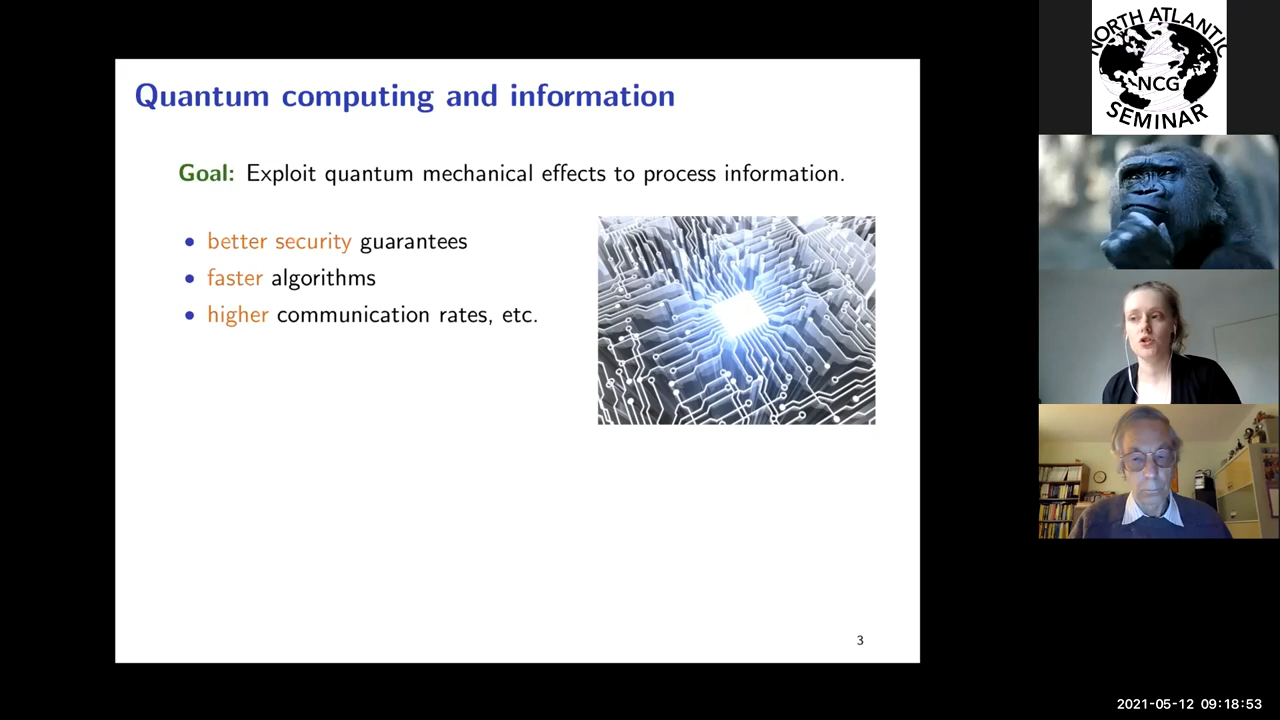 Quantum computing and information
Goal: Exploit quantum mechanical effects to process information.
• better security guarantees
• faster algorithms
• higher communication rates, etc.
3
NORTH ATLANTIC
NCG
SEMINAR
2021-05-12 09:18:53